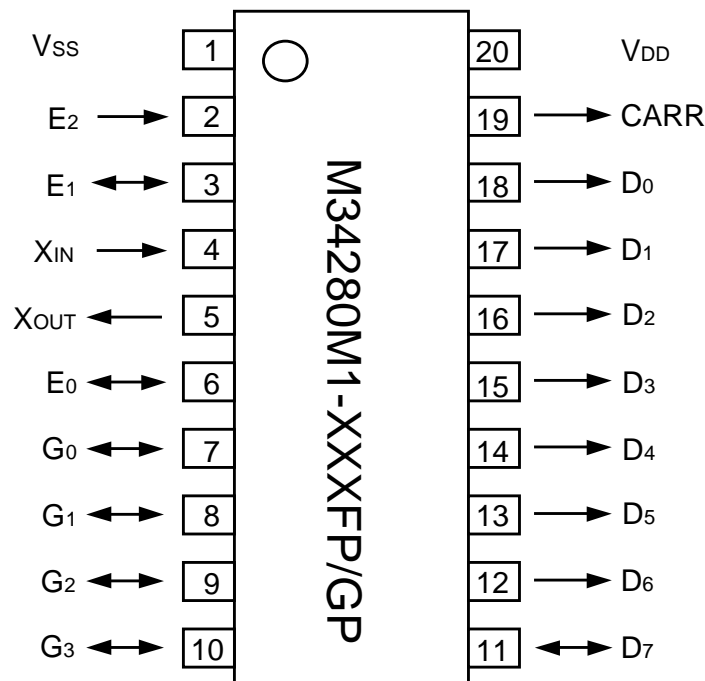 VSS 1 20 VDD
E2 2 19 CARR
E1 3 18 D0
XIN 4 17 D1
XOUT 5 16 D2
E0 6 15 D3
G0 7 14 D4
G1 8 13 D5
G2 9 12 D6
G3 10 11 D7
M34280M1-XXXFP/GP